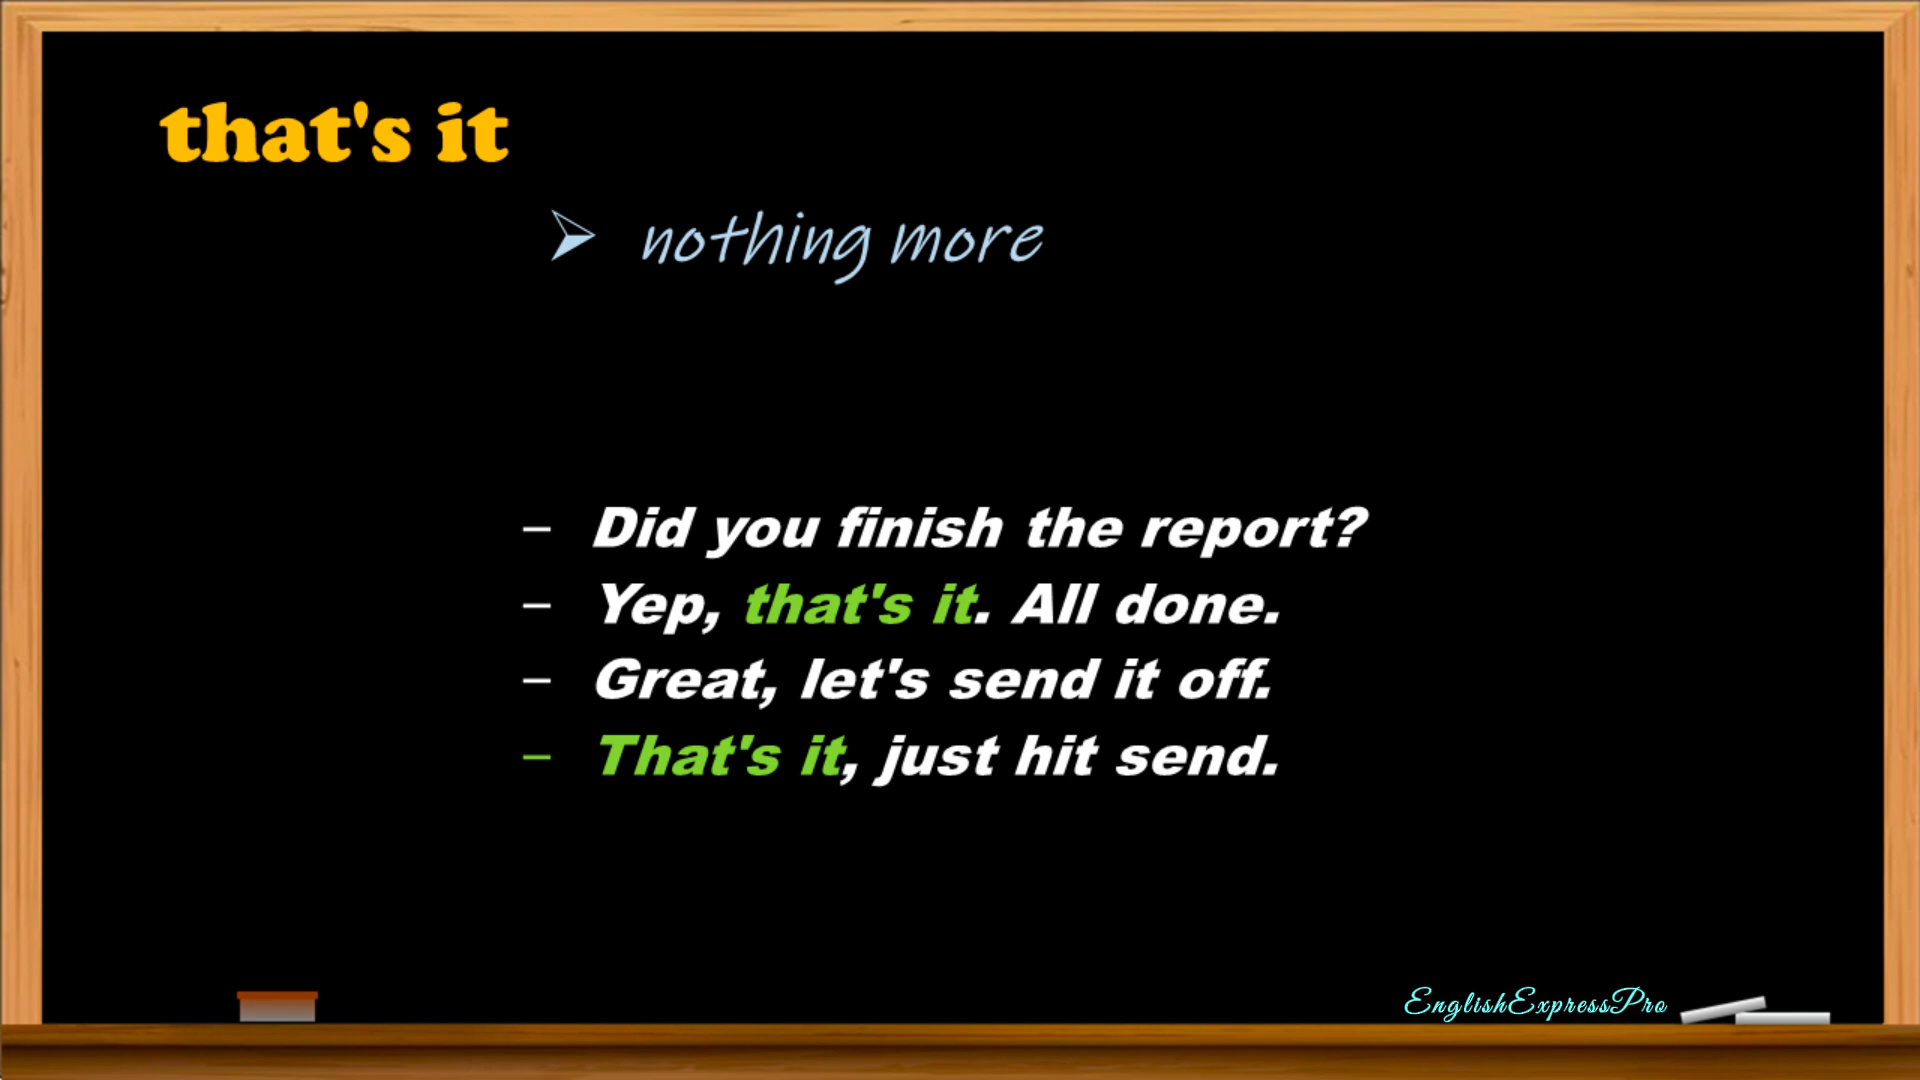 that's it
➢ nothing more
– Did you finish the report?
– Yep, that's it. All done.
– Great, let's send it off.
– That's it, just hit send.
EnglishExpressPro